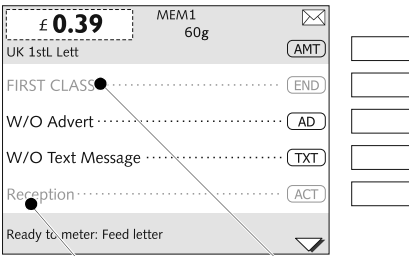 £ 0.39 MEM1
60g
UK 1stL Lett AMT
FIRST CLASS END
W/O Advert AD
W/O Text Message TXT
Reception ACT
Ready to meter: Feed letter